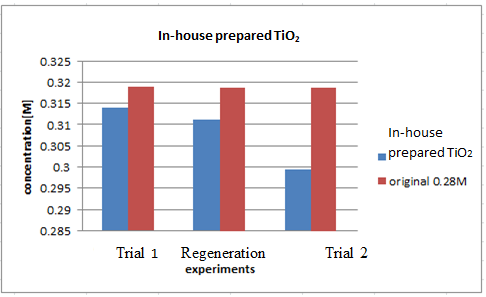 In-house prepared TiO₂
0.325
0.32
0.315
0.31
0.305
0.3
0.295
0.29
0.285
concentration[M]
Trial 1 Regeneration Trial 2
experiments
In-house
prepared TiO2
original 0.28M